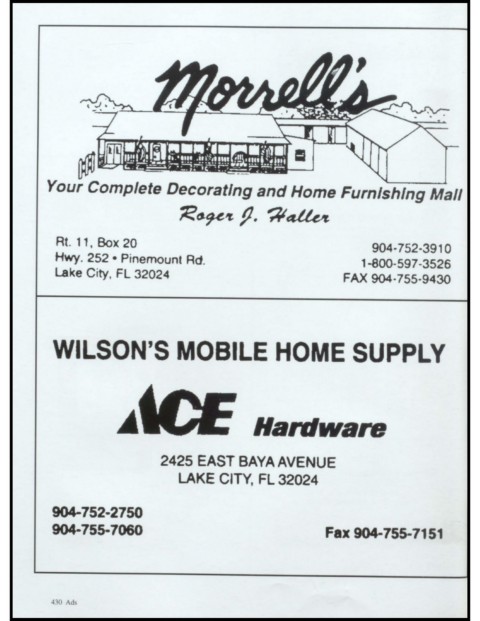 Morrell's
Your Complete Decorating and Home Furnishing Mall
Roger J. Haller
Rt. 11, Box 20
Hwy. 252 • Pinemount Rd.
Lake City, FL 32024
904-752-3910
1-800-597-3526
FAX 904-755-9430
WILSON'S MOBILE HOME SUPPLY
ACE Hardware
2425 EAST BAYA AVENUE
LAKE CITY, FL 32024
904-752-2750
904-755-7060
Fax 904-755-7151
430 Ads